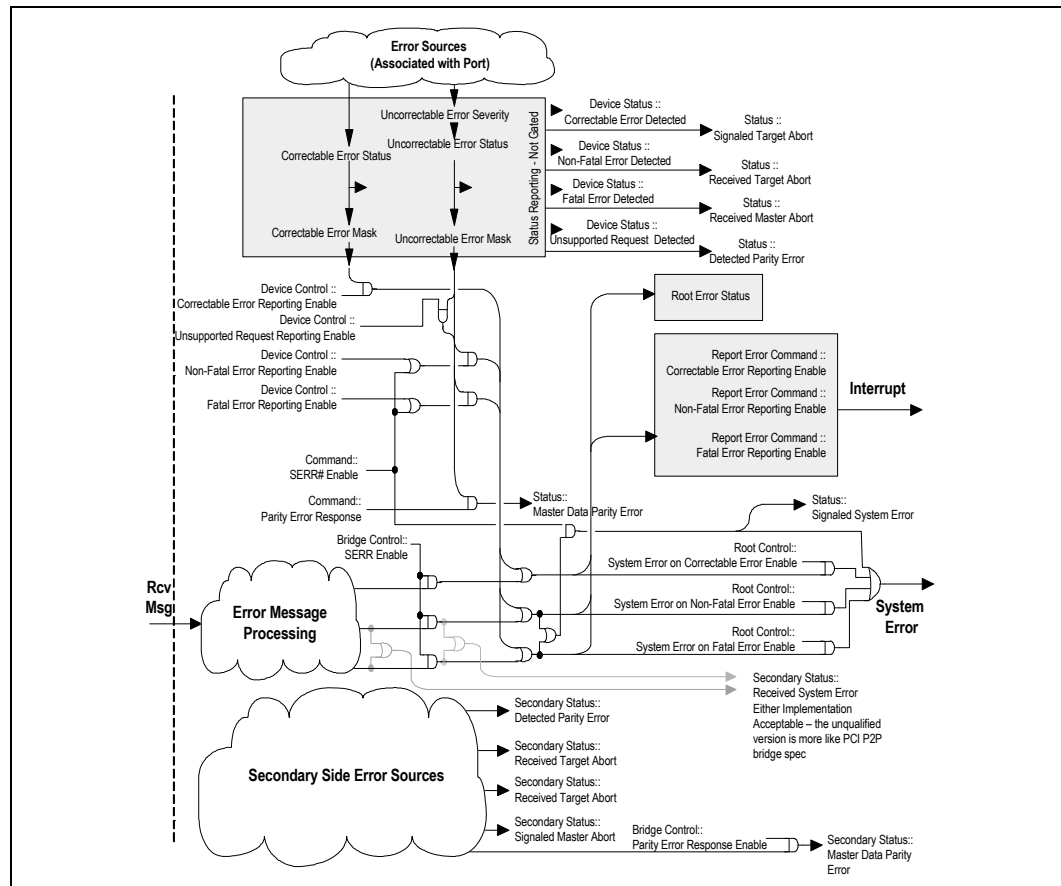 Error Sources
(Associated with Port)
Uncorrectable Error Severity
Uncorrectable Error Status
Correctable Error Status
Correctable Error Mask
Uncorrectable Error Mask
Status Reporting - Not Gated
Device Status ::
Correctable Error Detected
Device Status ::
Non-Fatal Error Detected
Device Status ::
Fatal Error Detected
Device Status ::
Unsupported Request Detected
Status ::
Signaled Target Abort
Status ::
Received Target Abort
Status ::
Received Master Abort
Status ::
Detected Parity Error
Device Control ::
Correctable Error Reporting Enable
Device Control ::
Unsupported Request Reporting Enable
Device Control ::
Non-Fatal Error Reporting Enable
Device Control ::
Fatal Error Reporting Enable
Root Error Status
Report Error Command ::
Correctable Error Reporting Enable
Report Error Command ::
Non-Fatal Error Reporting Enable
Report Error Command ::
Fatal Error Reporting Enable
Interrupt
Command::
SERR# Enable
Command::
Parity Error Response
Status::
Master Data Parity Error
Status::
Signaled System Error
Bridge Control::
SERR Enable
Root Control::
System Error on Correctable Error Enable
Root Control::
System Error on Non-Fatal Error Enable
Root Control::
System Error on Fatal Error Enable
System
Error
Rcv
Msg
Error Message
Processing
Secondary Status::
Received System Error
Either Implementation
Acceptable – the unqualified
version is more like PCI P2P
bridge spec
Secondary Side Error Sources
Secondary Status::
Detected Parity Error
Secondary Status::
Received Target Abort
Secondary Status::
Received Target Abort
Secondary Status::
Signaled Master Abort
Bridge Control::
Parity Error Response Enable
Secondary Status::
Master Data Parity
Error